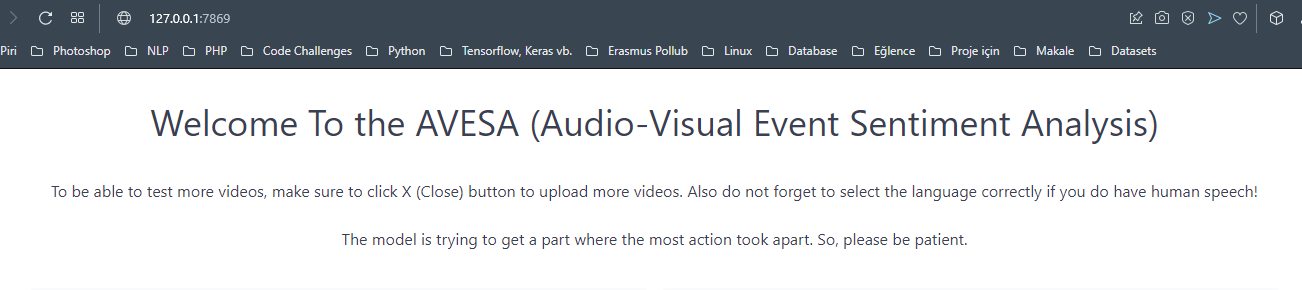 127.0.0.1:7869
Piri Photoshop NLP PHP Code Challenges Python Tensorflow, Keras vb. Erasmus Pollub Linux Database Eğlence Proje için Makale Datasets
Welcome To the AVESA (Audio-Visual Event Sentiment Analysis)
To be able to test more videos, make sure to click X (Close) button to upload more videos. Also do not forget to select the language correctly if you do have human speech!
The model is trying to get a part where the most action took apart. So, please be patient.